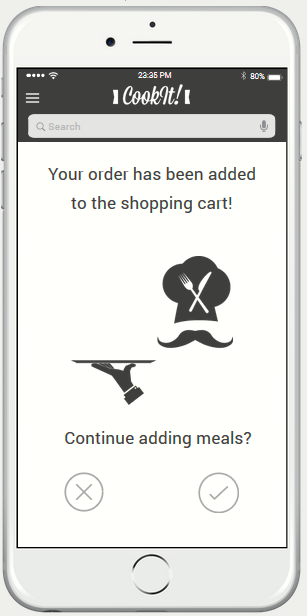 23:35 PM 80%
CookIt!
Search
Your order has been added
to the shopping cart!
Continue adding meals?